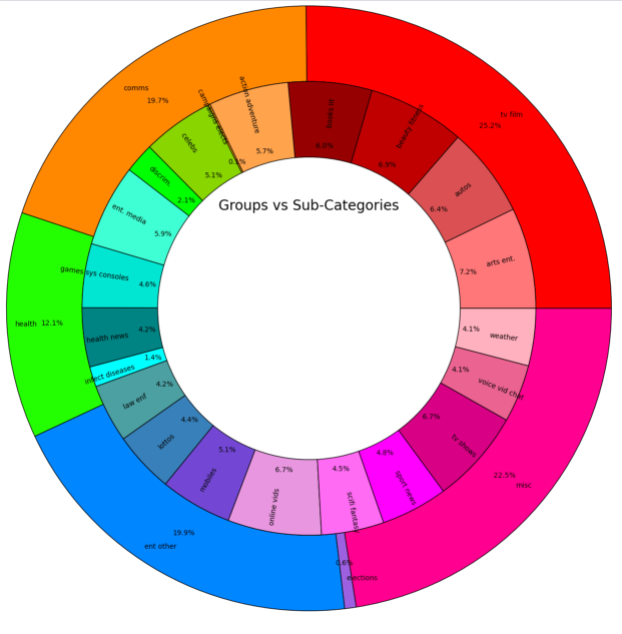 Groups vs Sub-Categories
tv film
25.2%
comms
19.7%
health 12.1%
19.9%
ent other
0.6%
elections
22.5%
misc
arts ent.
7.2%
autos
6.4%
beauty fitness
6.9%
books lit
6.0%
action adventure
5.7%
0.3%
celebs
5.1%
discrim.
2.1%
ent. media
5.9%
games sys consoles
4.6%
health news
4.2%
infect diseases
1.4%
law enf
4.2%
lottos
4.4%
mobiles
5.1%
online vids
6.7%
scifi fantasy
4.5%
sport news
4.8%
tv shows
6.7%
voice vid chat
4.1%
weather
4.1%